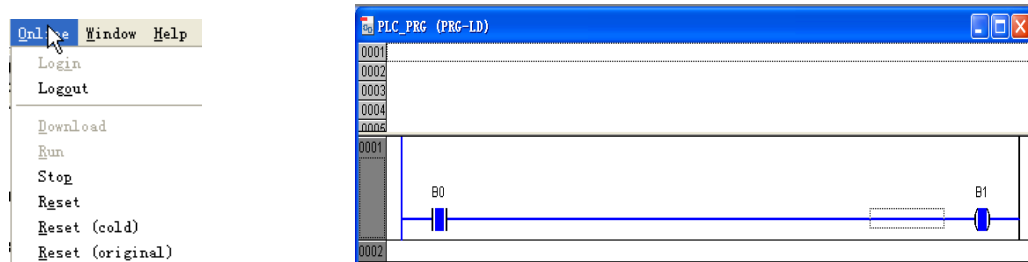 Online Window Help
Login
Logout
Download
Run
Stop
Reset
Reset (cold)
Reset (original)
PLC_PRG (PRG-LD)
0001
0002
0003
0004
0005
0001
B0 B1
0002